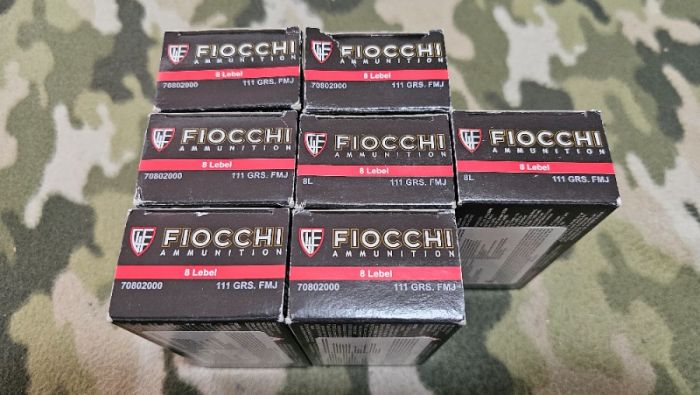 FIOCCHI
AMMUNITION
8 Lebel
70802000 111 GRS. FMJ
FIOCCHI
AMMUNITION
8 Lebel
70802000 111 GRS. FMJ
FIOCCHI
AMMUNITION
8 Lebel
70802000 111 GRS. FMJ
FIOCCHI
AMMUNITION
8 Lebel
8L 111 GRS. FMJ
FIOCCHI
AMMUNITION
8 Lebel
8L 111 GRS. FMJ
FIOCCHI
AMMUNITION
8 Lebel
70802000 111 GRS. FMJ
FIOCCHI
AMMUNITION
8 Lebel
70802000 111 GRS. FMJ